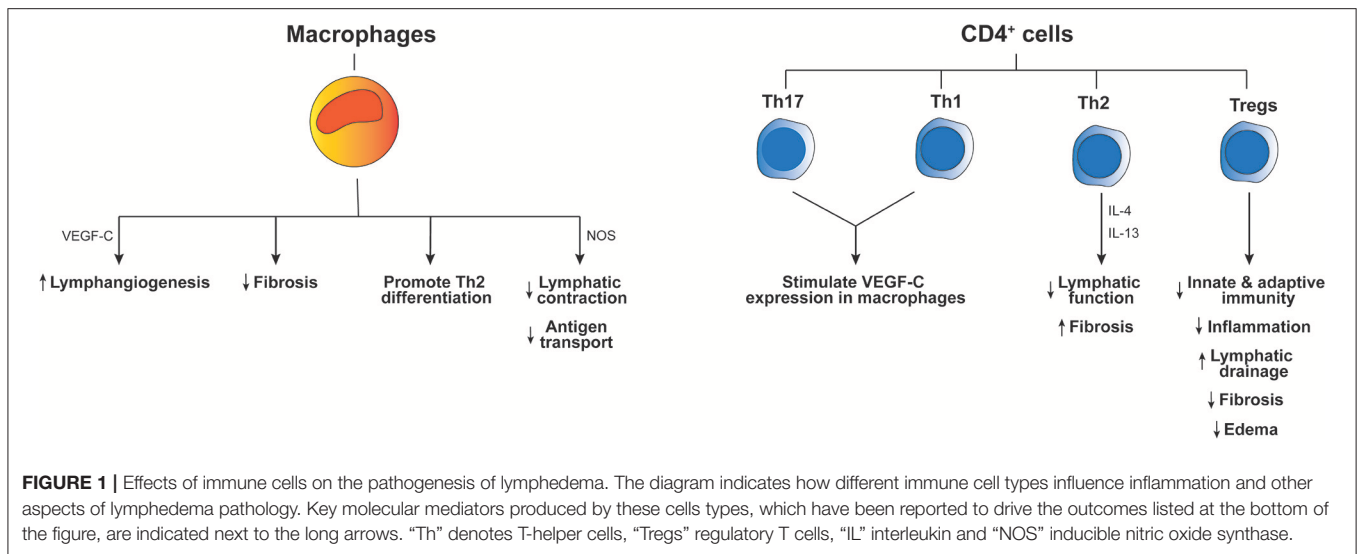 Macrophages
CD4⁺ cells
Th17
Th1
Th2
Tregs
VEGF-C
NOS
IL-4
IL-13
↑ Lymphangiogenesis
↓ Fibrosis
Promote Th2
differentiation
↓ Lymphatic
contraction
↓ Antigen
transport
Stimulate VEGF-C
expression in macrophages
↓ Lymphatic
function
↑ Fibrosis
↓ Innate & adaptive
immunity
↓ Inflammation
↑ Lymphatic
drainage
↓ Fibrosis
↓ Edema
FIGURE 1 | Effects of immune cells on the pathogenesis of lymphedema. The diagram indicates how different immune cell types influence inflammation and other
aspects of lymphedema pathology. Key molecular mediators produced by these cells types, which have been reported to drive the outcomes listed at the bottom of
the figure, are indicated next to the long arrows. “Th” denotes T-helper cells, “Tregs” regulatory T cells, “IL” interleukin and “NOS” inducible nitric oxide synthase.